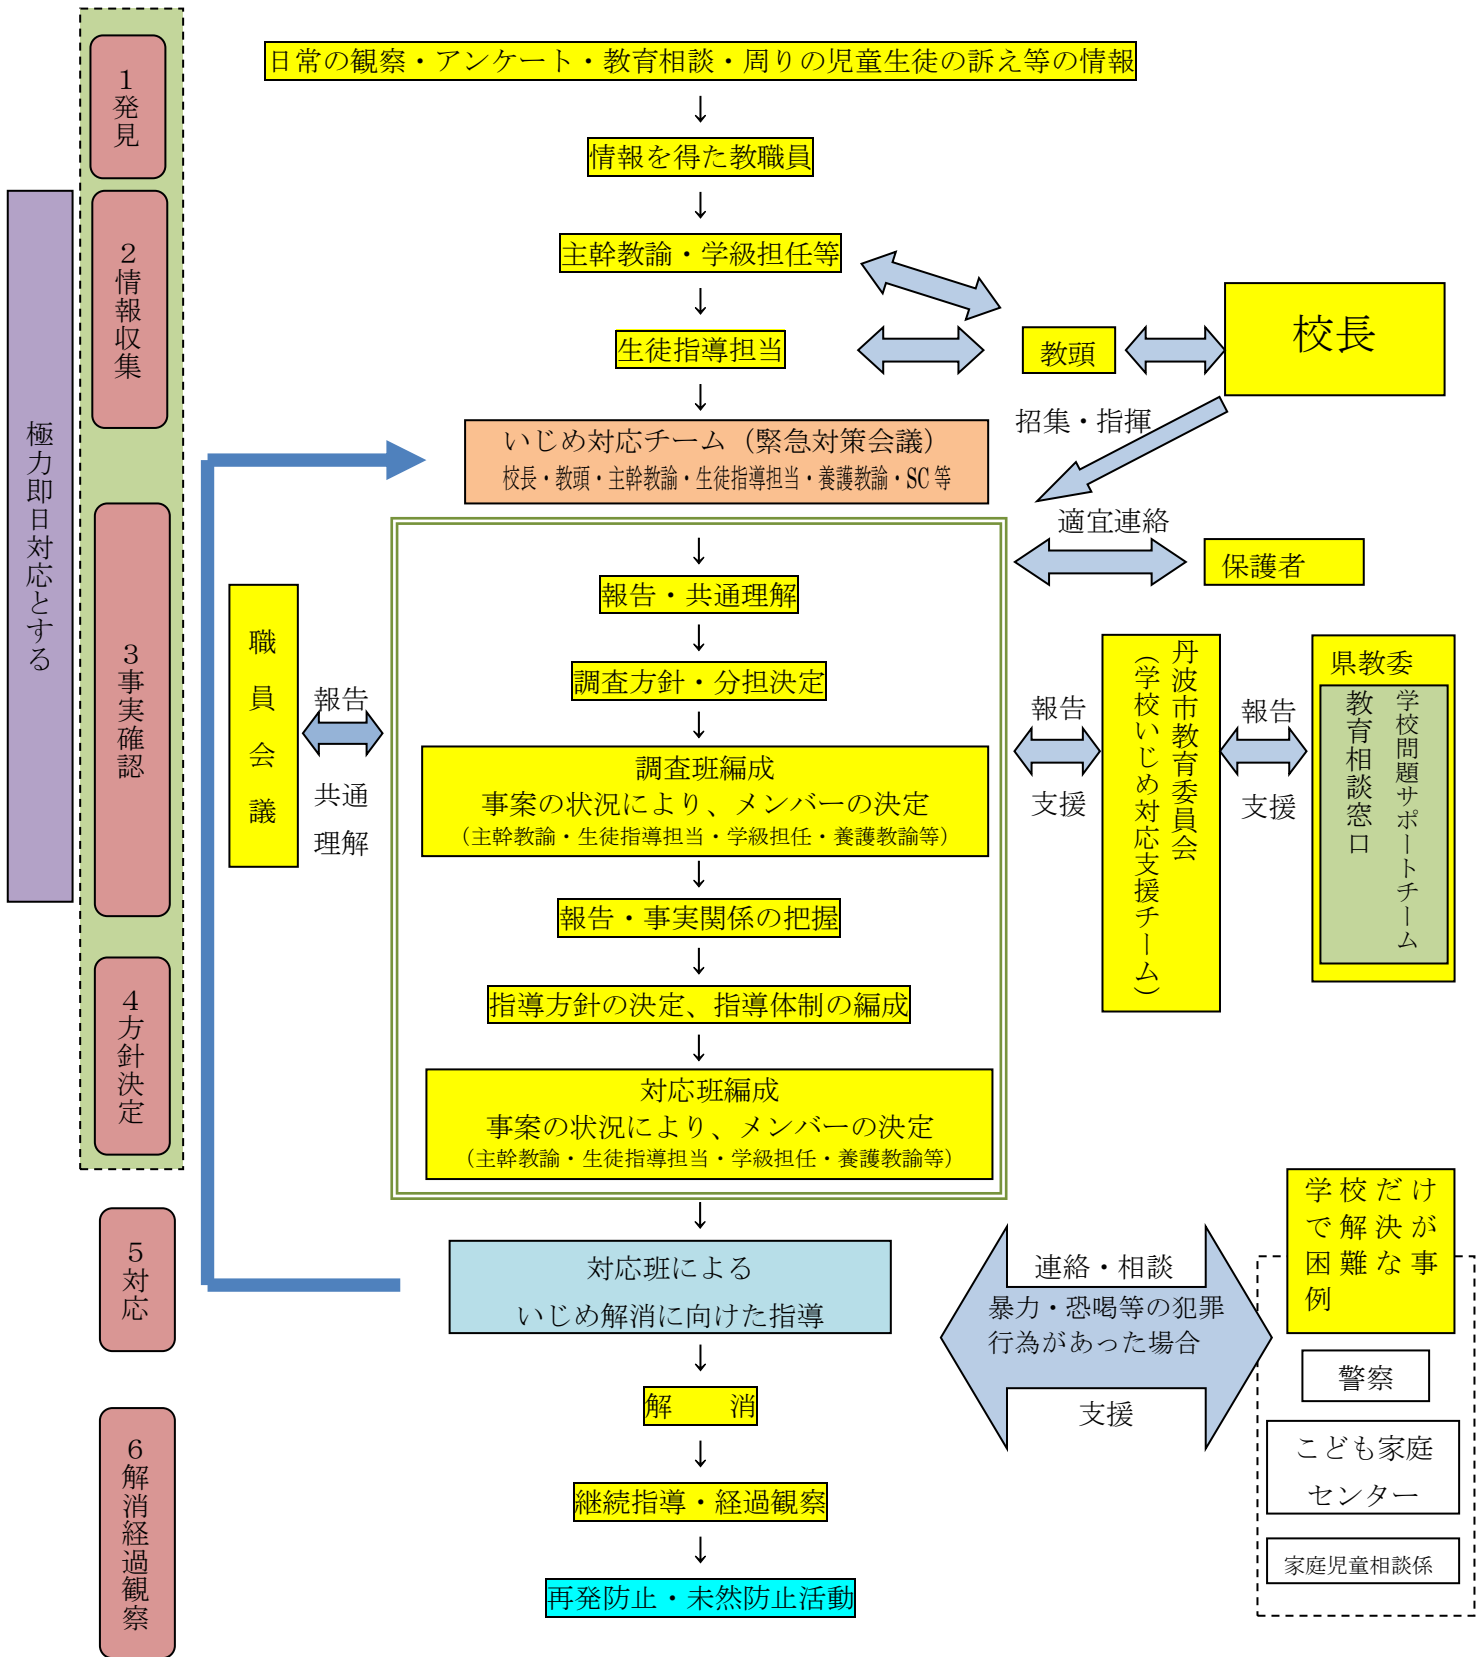 日常の観察・アンケート・教育相談・周りの児童生徒の訴え等の情報
↓
情報を得た教職員
↓
主幹教諭・学級担任等
↓
生徒指導担当
↓
教頭
校長
招集・指揮
いじめ対応チーム（緊急対策会議）
校長・教頭・主幹教諭・生徒指導担当・養護教諭・SC等
適宜連絡
保護者
↓
報告・共通理解
↓
調査方針・分担決定
↓
調査班編成
事案の状況により、メンバーの決定
（主幹教諭・生徒指導担当・学級担任・養護教諭等）
↓
報告・事実関係の把握
↓
指導方針の決定、指導体制の編成
↓
対応班編成
事案の状況により、メンバーの決定
（主幹教諭・生徒指導担当・学級担任・養護教諭等）
↓
対応班による
いじめ解消に向けた指導
↓
解　　消
↓
継続指導・経過観察
↓
再発防止・未然防止活動
1発見
2情報収集
3事実確認
4方針決定
5対応
6解消経過観察
極力即日対応とする
職員会議
報告
共通
理解
報告
支援
丹波市教育委員会
（学校いじめ対応支援チーム）
報告
支援
県教委
学校問題サポートチーム
教育相談窓口
連絡・相談
暴力・恐喝等の犯罪
行為があった場合
支援
学校だけ
で解決が
困難な事
例
警察
こども家庭
センター
家庭児童相談係